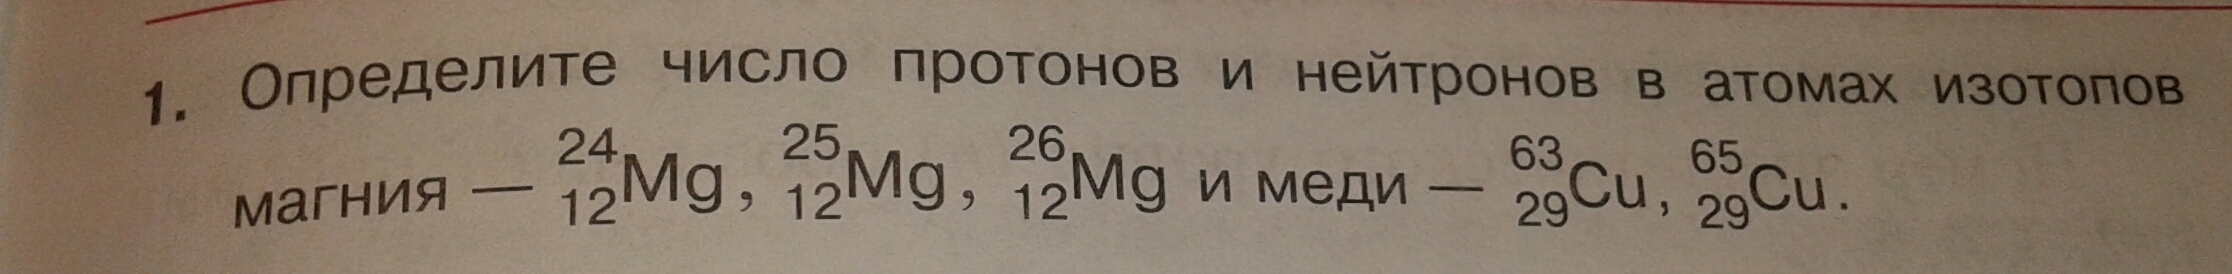 1. Определите число протонов и нейтронов в атомах изотопов
магния — ²⁴₁₂Mg, ²⁵₁₂Mg, ²⁶₁₂Mg и меди — ⁶³₂₉Cu, ⁶⁵₂₉Cu.